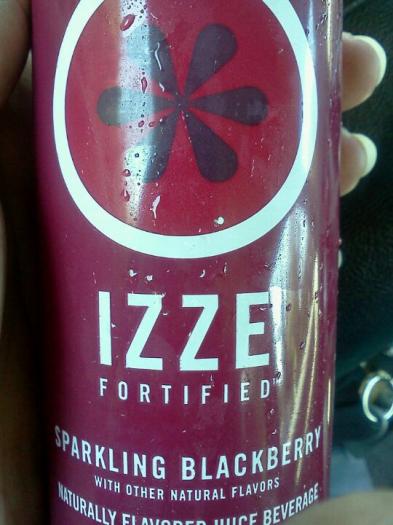 IZZE
FORTIFIED
SPARKLING BLACKBERRY
WITH OTHER NATURAL FLAVORS
NATURALLY FLAVORED JUICE BEVERAGE